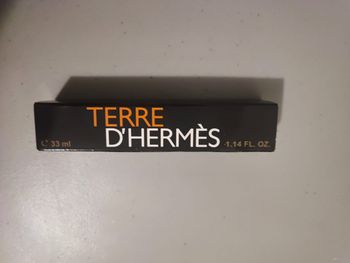 TERRE
D'HERMÈS
33 ml
1.14 FL. OZ.